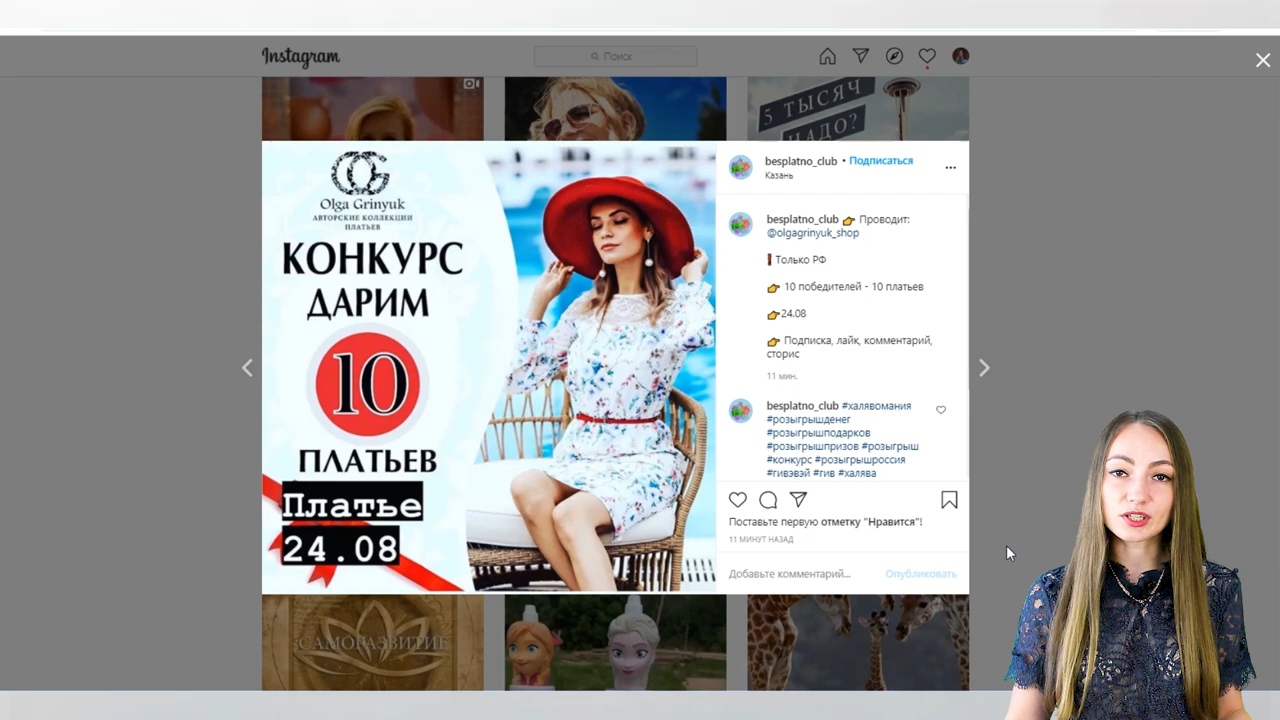 Instagram
Поиск
5 ТЫСЯЧ
НАДО?
Olga Grinyuk
АВТОРСКИЕ КОЛЛЕКЦИИ
ПЛАТЬЕВ
КОНКУРС
ДАРИМ
10
ПЛАТЬЕВ
Платье
24.08
besplatno_club • Подписаться
Казань
besplatno_club 👉 Проводит:
@olgagrinyuk_shop
Только РФ
👉 10 победителей - 10 платьев
👉24.08
👉 Подписка, лайк, комментарий,
сторис
11 мин.
besplatno_club #халявомания
#розыгрышденег
#розыгрышподарков
#розыгрышпризов #розыгрыш
#конкурс #розыгрышроссия
#гивэвэй #гив #халява
Поставьте первую отметку "Нравится"!
11 МИНУТ НАЗАД
Добавьте комментарий... Опубликовать
САМОРАЗВИТИЕ